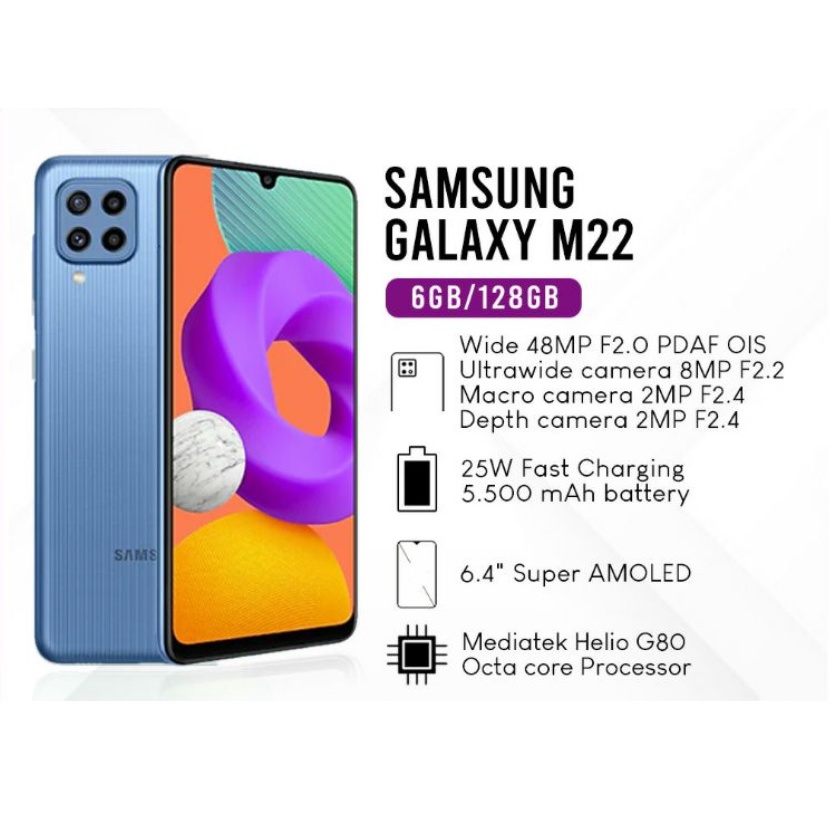 SAMSUNG
GALAXY M22
6GB/128GB
Wide 48MP F2.0 PDAF OIS
Ultrawide camera 8MP F2.2
Macro camera 2MP F2.4
Depth camera 2MP F2.4
25W Fast Charging
5.500 mAh battery
6.4" Super AMOLED
Mediatek Helio G80
Octa core Processor
SAMS